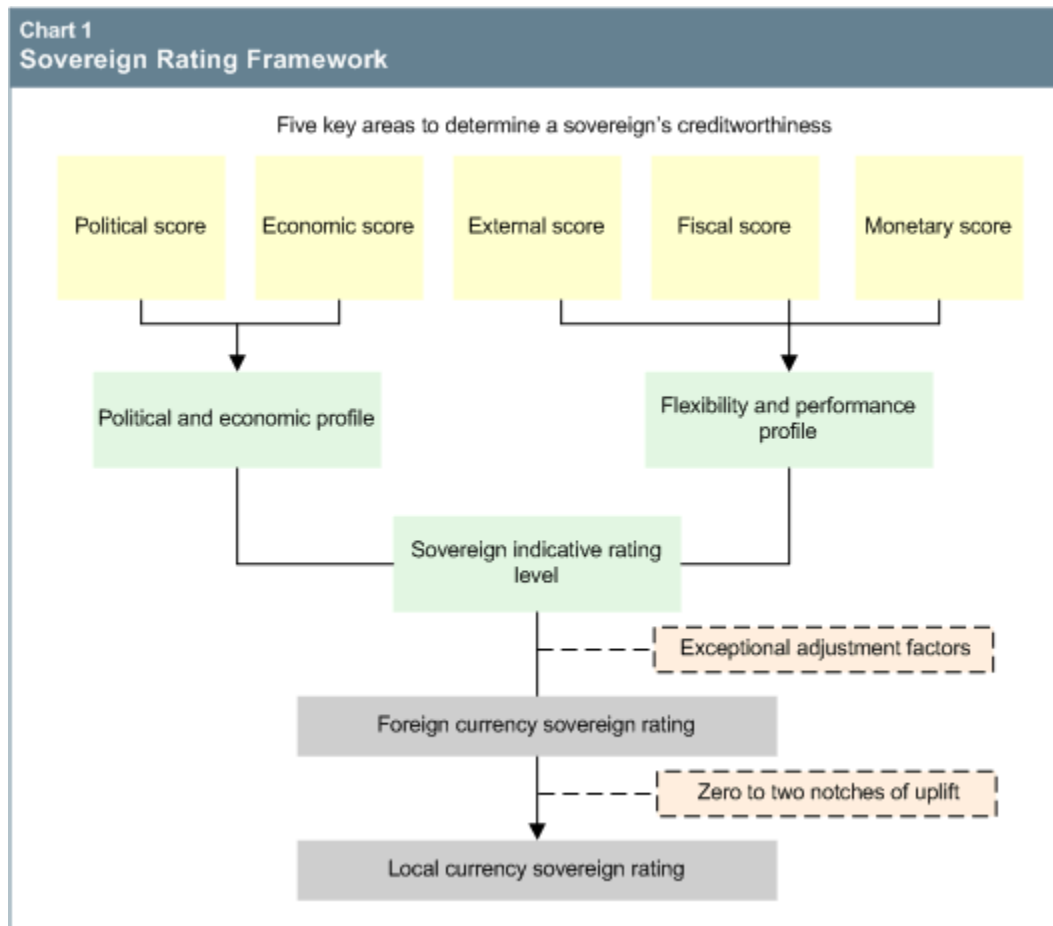 Chart 1
Sovereign Rating Framework
Five key areas to determine a sovereign's creditworthiness
Political score
Economic score
External score
Fiscal score
Monetary score
Political and economic profile
Flexibility and performance
profile
Sovereign indicative rating
level
Exceptional adjustment factors
Foreign currency sovereign rating
Zero to two notches of uplift
Local currency sovereign rating